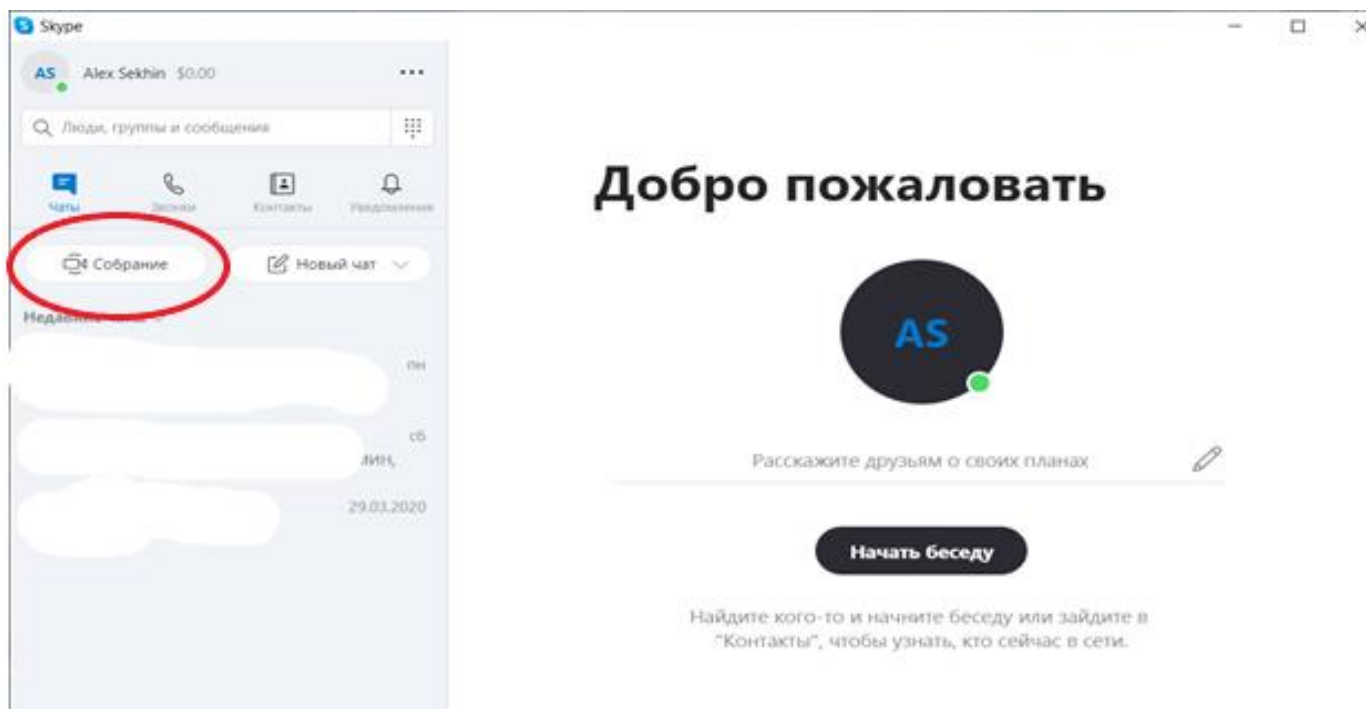 Skype
AS Alex Sekhin $0.00
Люди, группы и сообщения
Чаты Звонки Контакты Уведомления
Собрание Новый чат
пн
сб
мин,
29.03.2020
Добро пожаловать
AS
Расскажите друзьям о своих планах
Начать беседу
Найдите кого-то и начните беседу или зайдите в
"Контакты", чтобы узнать, кто сейчас в сети.